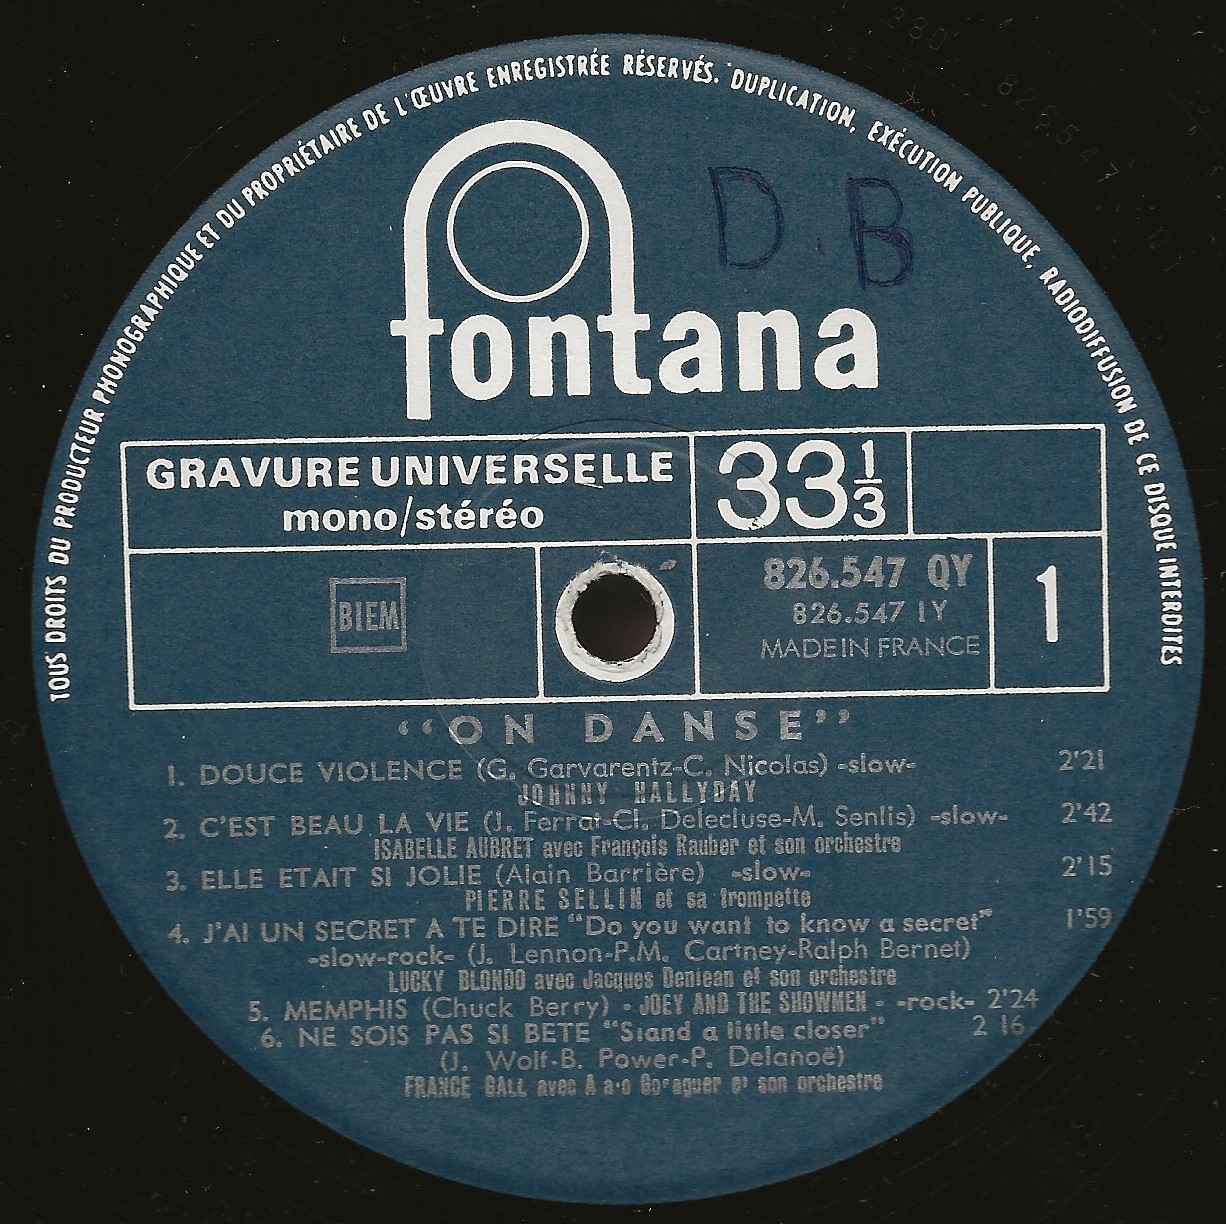 TOUS DROITS DU PRODUCTEUR PHONOGRAPHIQUE ET DU PROPRIÉTAIRE DE L'ŒUVRE ENREGISTRÉE RÉSERVÉS. DUPLICATION, EXÉCUTION PUBLIQUE, RADIODIFFUSION DE CE DISQUE INTERDITES
D.B
fontana
GRAVURE UNIVERSELLE
mono/stéréo
33 1/3
BIEM
826.547 QY
826.547 1Y
MADE IN FRANCE
1
“ON DANSE”
1. DOUCE VIOLENCE (G. Garvarentz-C. Nicolas) -slow- 2'21
JOHNNY HALLYDAY
2. C'EST BEAU LA VIE (J. Ferrat-Cl. Delecluse-M. Senlis) -slow- 2'42
ISABELLE AUBRET avec François Rauber et son orchestre
3. ELLE ETAIT SI JOLIE (Alain Barrière) -slow- 2'15
PIERRE SELLIN et sa trompette
4. J'AI UN SECRET A TE DIRE “Do you want to know a secret” 1'59
-slow-rock- (J. Lennon-P.M. Cartney-Ralph Bernet)
LUCKY BLONDO avec Jacques Denjean et son orchestre
5. MEMPHIS (Chuck Berry) - JOEY AND THE SHOWMEN - -rock- 2'24
6. NE SOIS PAS SI BETE “Stand a little closer” 2 16
(J. Wolf-B. Power-P. Delanoë)
FRANCE GALL avec et son orchestre